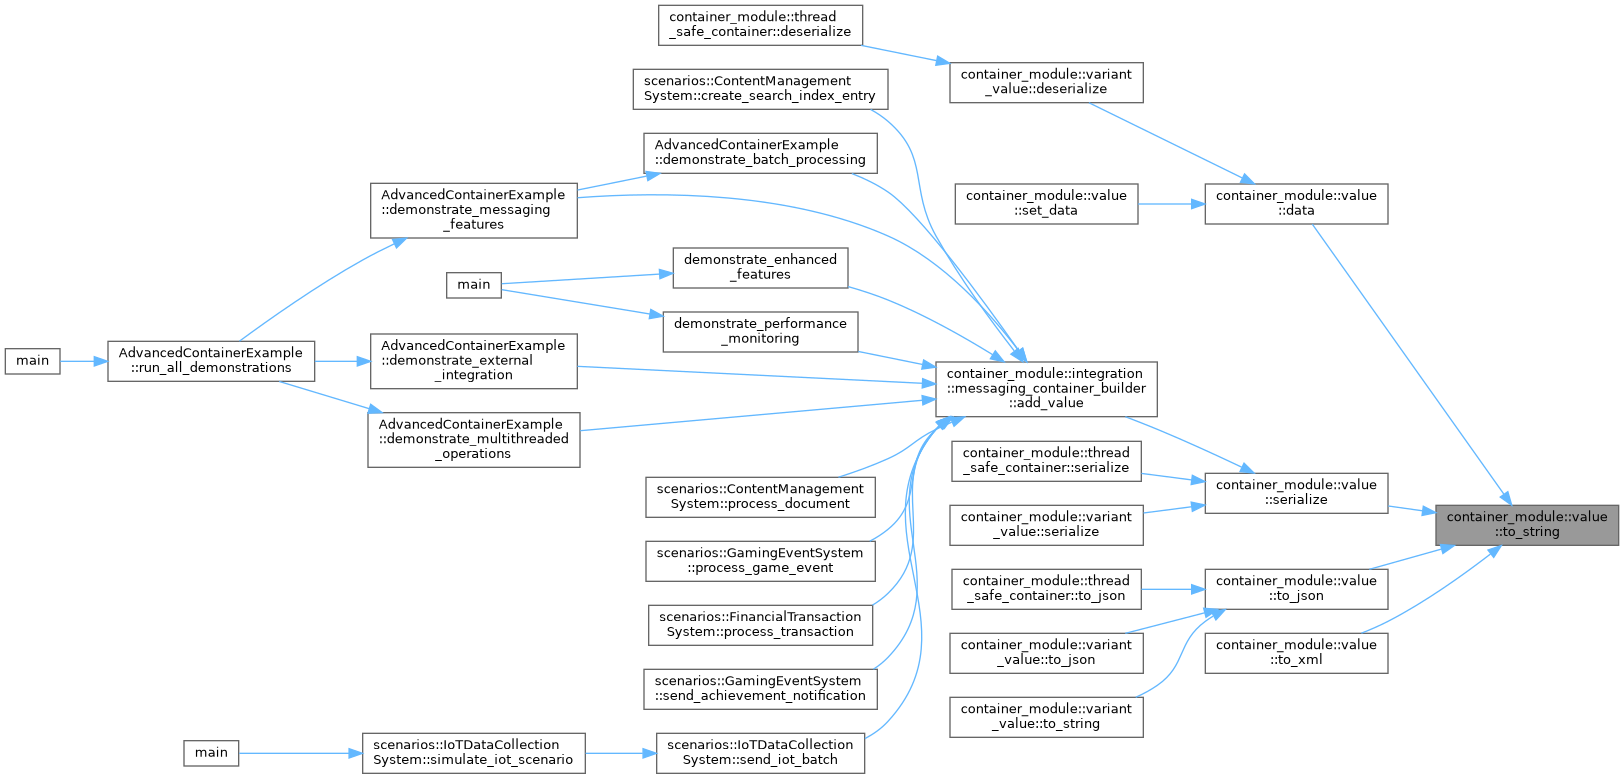 container_module::thread
_safe_container::deserialize
container_module::variant
_value::deserialize
scenarios::ContentManagement
System::create_search_index_entry
AdvancedContainerExample
::demonstrate_batch_processing
AdvancedContainerExample
::demonstrate_messaging
_features
container_module::value
::set_data
container_module::value
::data
demonstrate_enhanced
_features
main
demonstrate_performance
_monitoring
main
AdvancedContainerExample
::run_all_demonstrations
AdvancedContainerExample
::demonstrate_external
_integration
container_module::integration
::messaging_container_builder
::add_value
AdvancedContainerExample
::demonstrate_multithreaded
_operations
container_module::thread
_safe_container::serialize
container_module::value
::serialize
scenarios::ContentManagement
System::process_document
container_module::variant
_value::serialize
container_module::value
::to_string
scenarios::GamingEventSystem
::process_game_event
container_module::thread
_safe_container::to_json
container_module::value
::to_json
scenarios::FinancialTransaction
System::process_transaction
container_module::variant
_value::to_json
container_module::value
::to_xml
scenarios::GamingEventSystem
::send_achievement_notification
container_module::variant
_value::to_string
main
scenarios::IoTDataCollection
System::simulate_iot_scenario
scenarios::IoTDataCollection
System::send_iot_batch